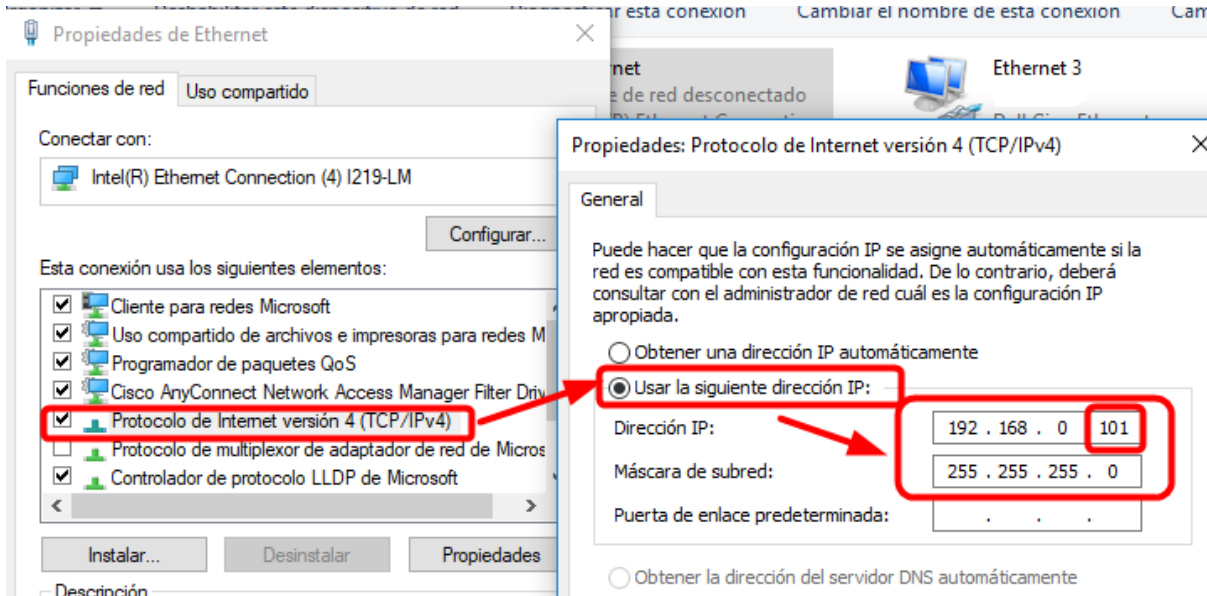 esta conexión
Cambiar el nombre de esta conexión
Propiedades de Ethernet
Funciones de red
Uso compartido
Conectar con:
Intel(R) Ethernet Connection (4) I219-LM
Configurar...
Esta conexión usa los siguientes elementos:
Cliente para redes Microsoft
Uso compartido de archivos e impresoras para redes M
Programador de paquetes QoS
Cisco AnyConnect Network Access Manager Filter Driv
Protocolo de Internet versión 4 (TCP/IPv4)
Protocolo de multiplexor de adaptador de red de Micros
Controlador de protocolo LLDP de Microsoft
Instalar...
Desinstalar
Propiedades
Descripción
rnet
e de red desconectado
Ethernet 3
Propiedades: Protocolo de Internet versión 4 (TCP/IPv4)
General
Puede hacer que la configuración IP se asigne automáticamente si la
red es compatible con esta funcionalidad. De lo contrario, deberá
consultar con el administrador de red cuál es la configuración IP
apropiada.
Obtener una dirección IP automáticamente
Usar la siguiente dirección IP:
Dirección IP:
192 . 168 . 0 101
Máscara de subred:
255 . 255 . 255 . 0
Puerta de enlace predeterminada:
. . .
Obtener la dirección del servidor DNS automáticamente